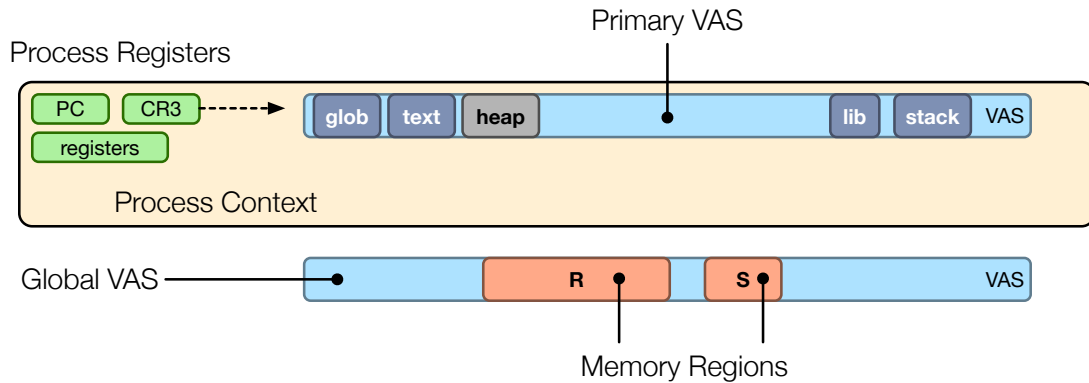 Primary VAS
Process Registers
PC CR3 glob text heap lib stack VAS
registers
Process Context
Global VAS R S VAS
Memory Regions